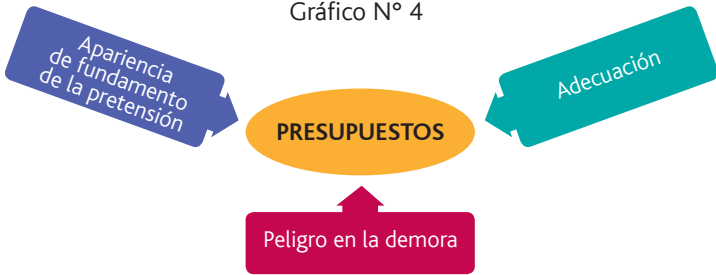 Gráfico N° 4
Apariencia
de fundamento
de la pretensión
Adecuación
PRESUPUESTOS
Peligro en la demora